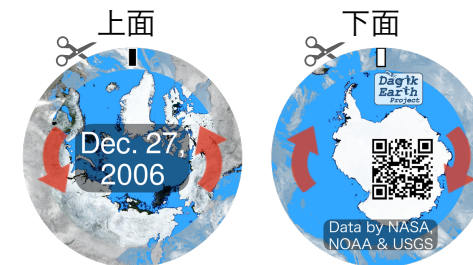 上面
下面
Dec. 27,
2006
Dagik
Earth
Project
Data by NASA,
NOAA & USGS